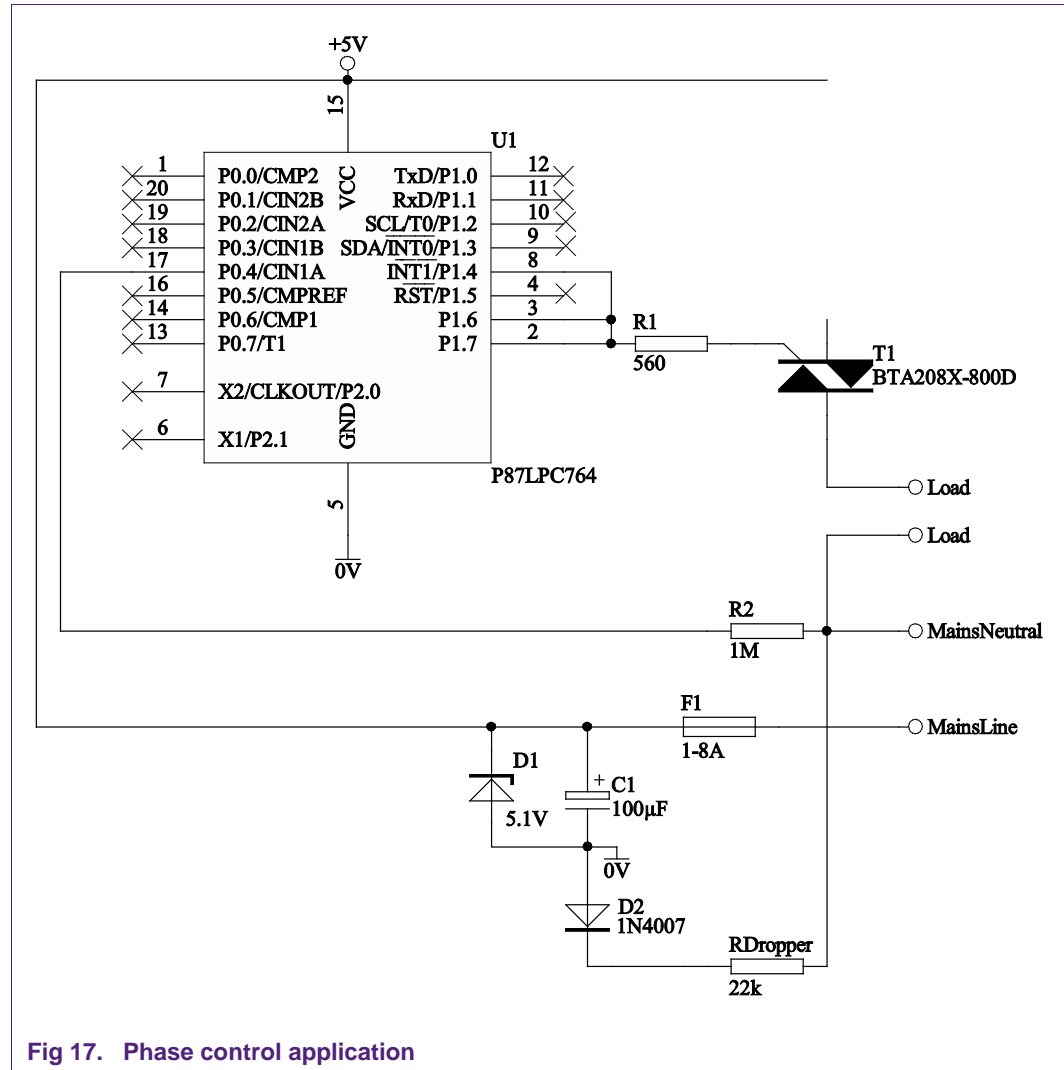 +5V
15
U1
1 P0.0/CMP2 VCC TxD/P1.0 12
20 P0.1/CIN2B RxD/P1.1 11
19 P0.2/CIN2A SCL/T0/P1.2 10
18 P0.3/CIN1B SDA/INT0/P1.3 9
17 P0.4/CIN1A INT1/P1.4 8
16 P0.5/CMPREF RST/P1.5 4
14 P0.6/CMP1 P1.6 3
13 P0.7/T1 P1.7 2
R1
560
T1
BTA208X-800D
7 X2/CLKOUT/P2.0
6 X1/P2.1 GND
P87LPC764
5
0V
Load
Load
R2
1M
MainsNeutral
F1
1-8A
MainsLine
D1
5.1V
+ C1
100µF
0V
D2
1N4007
RDropper
22k
Fig 17. Phase control application